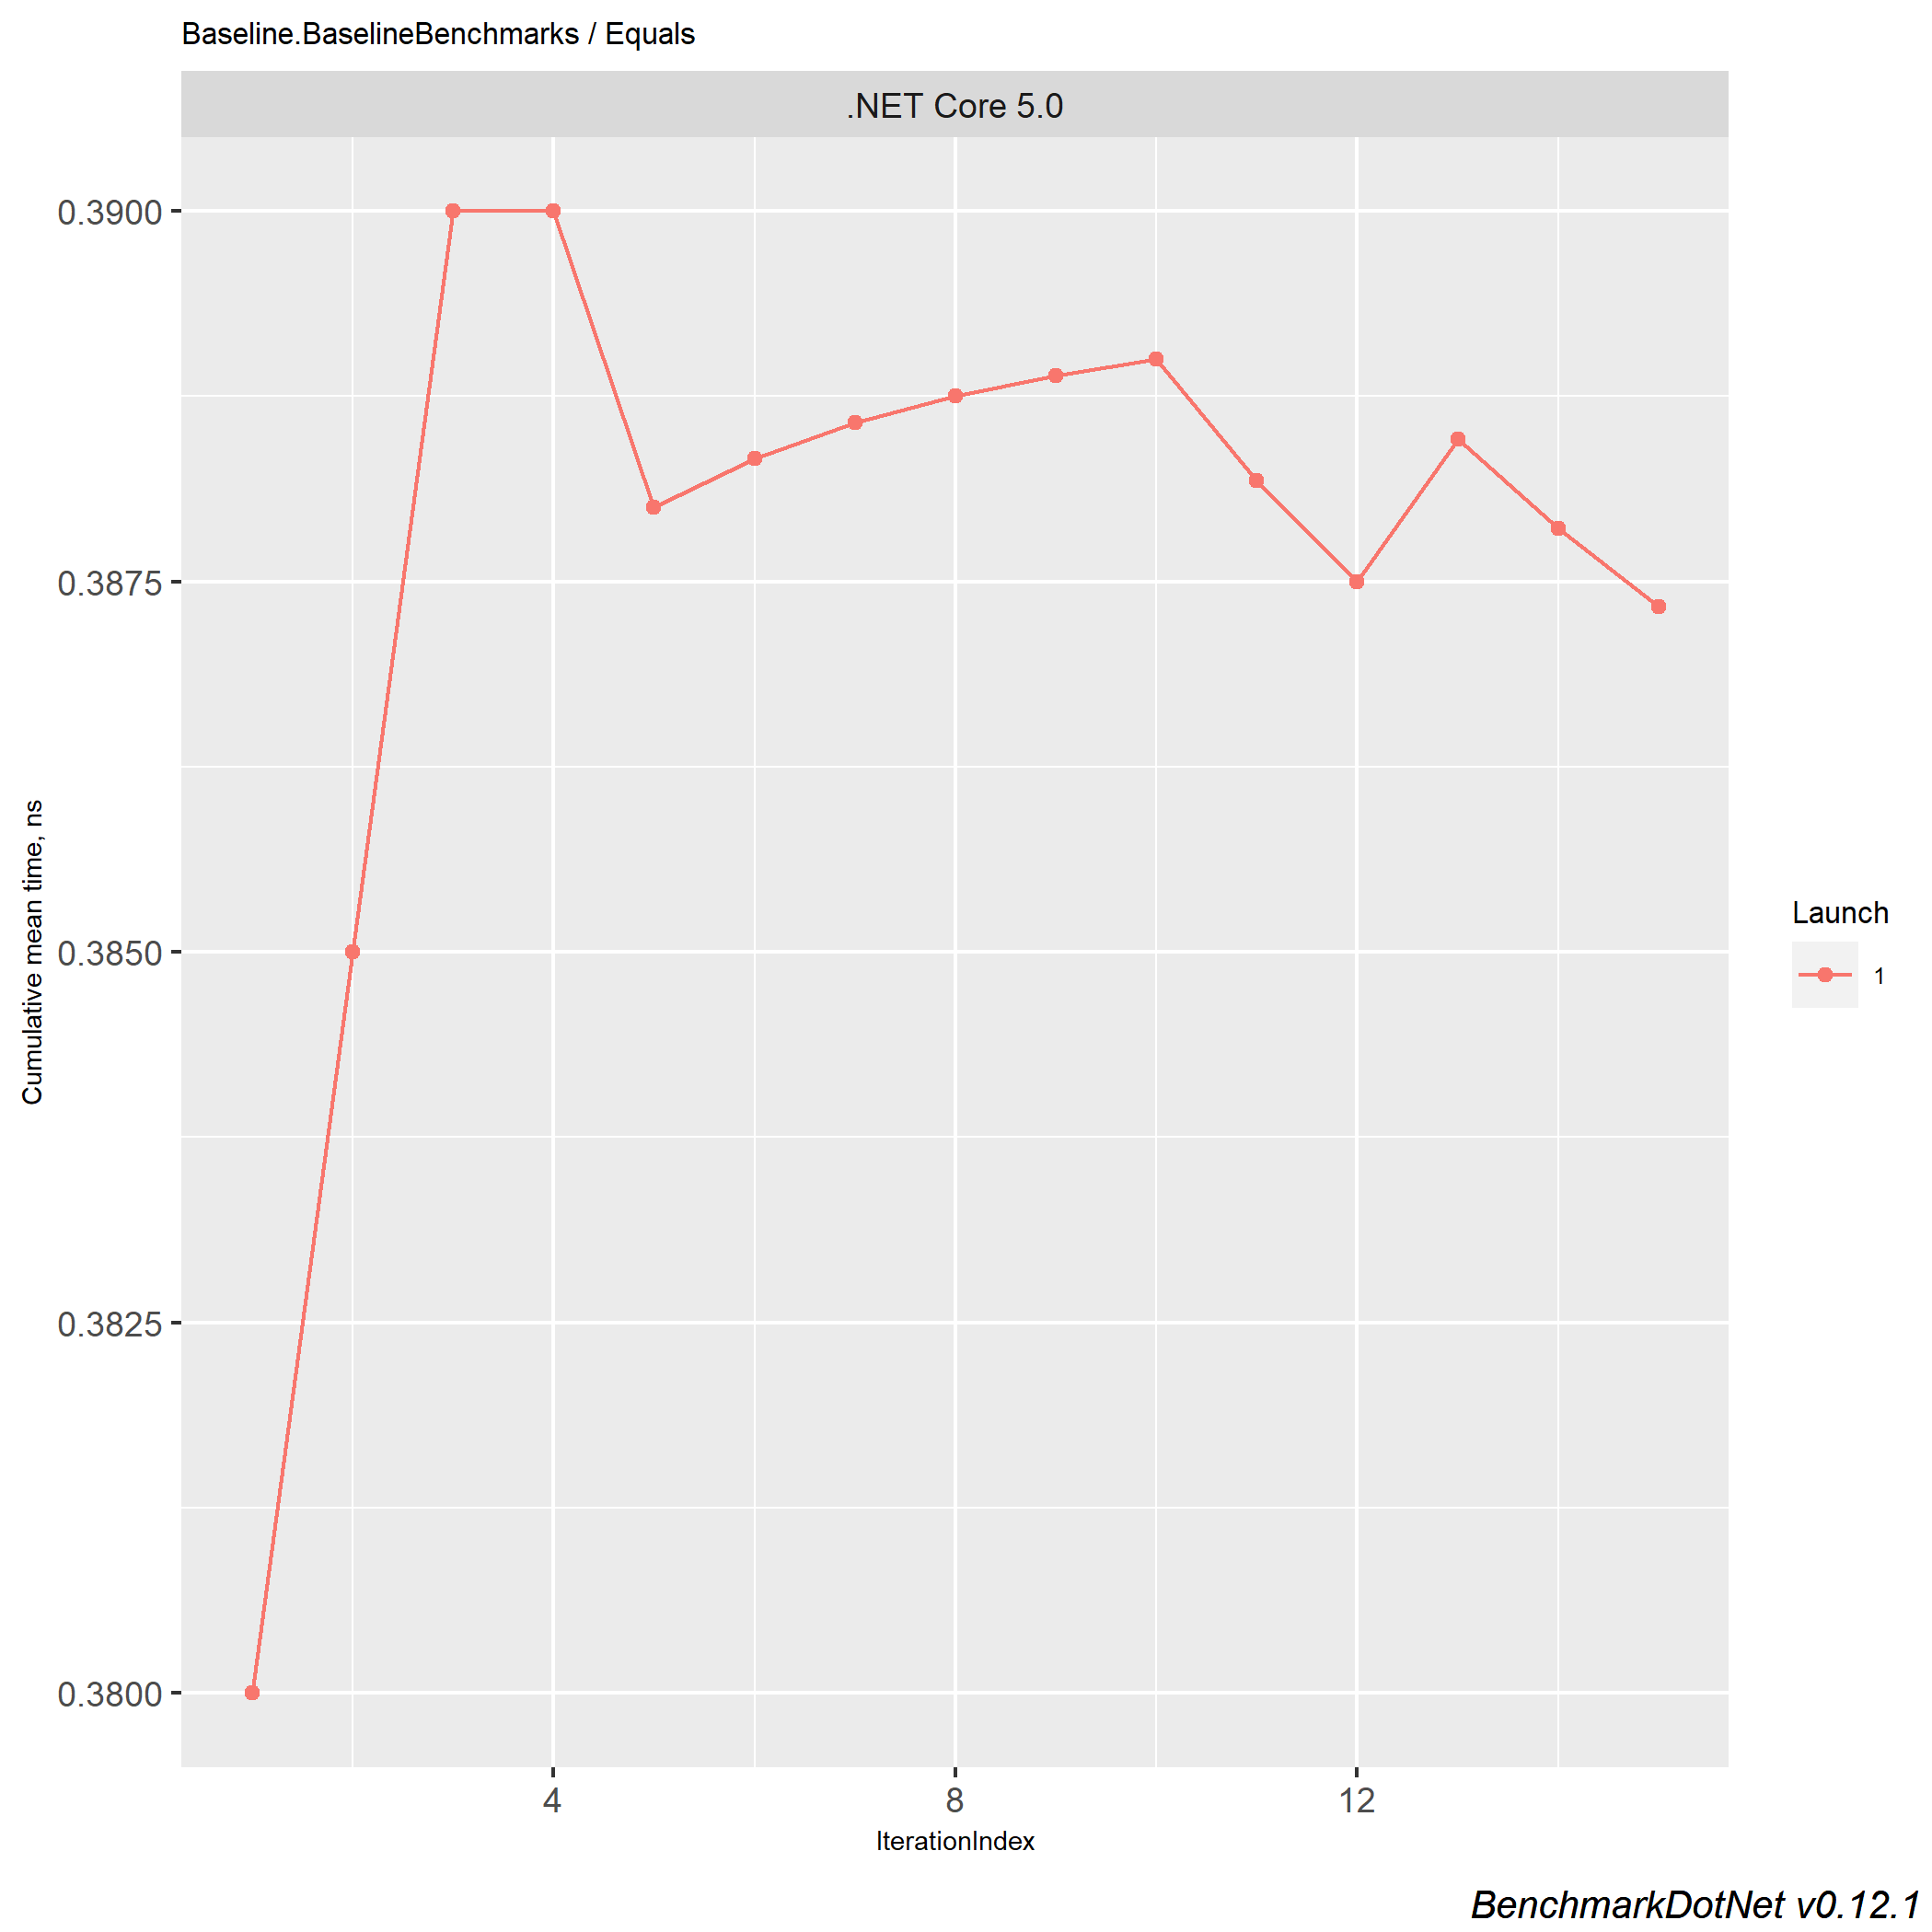 Baseline.BaselineBenchmarks / Equals
.NET Core 5.0
0.3900
0.3875
0.3850
0.3825
0.3800
Cumulative mean time, ns
4 8 12
IterationIndex
Launch
1
BenchmarkDotNet v0.12.1